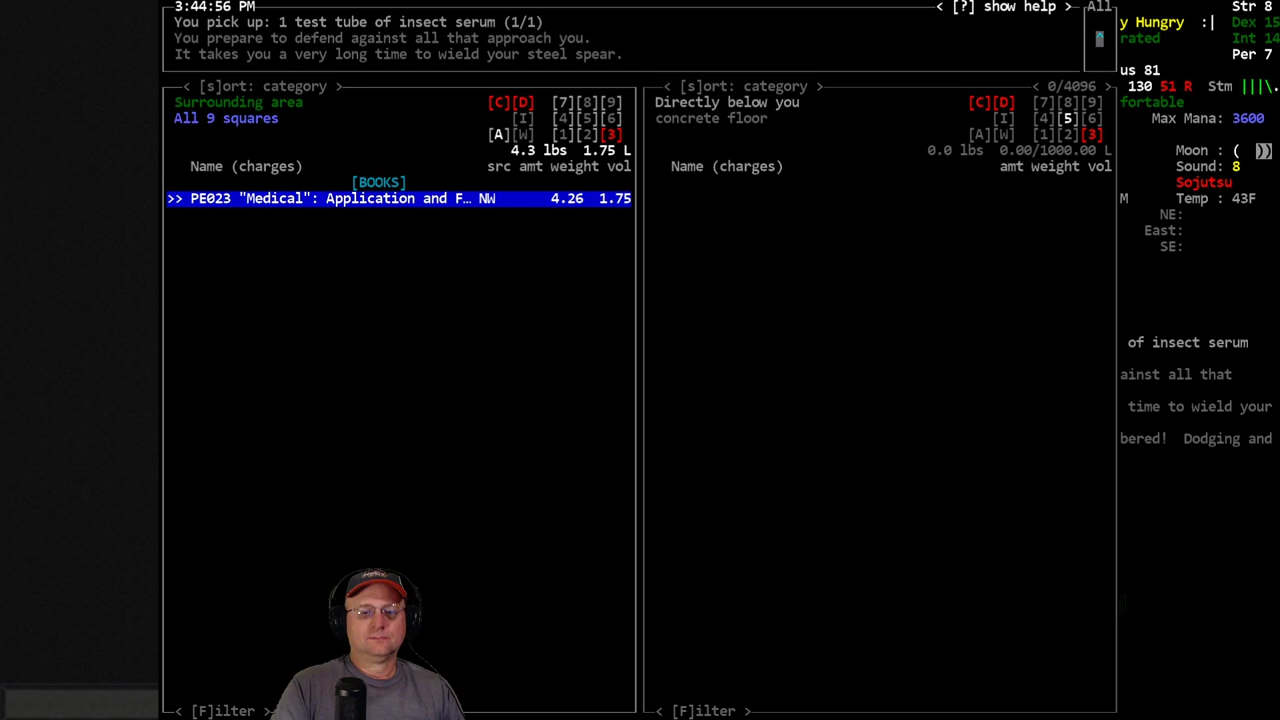 3:44:56 PM
< [?] show help >
All
You pick up: 1 test tube of insect serum (1/1)
You prepare to defend against all that approach you.
It takes you a very long time to wield your steel spear.
< [s]ort: category >
Surrounding area [C][D] [7][8][9]
All 9 squares [I] [4][5][6]
[A][W] [1][2][3]
4.3 lbs 1.75 L
Name (charges) src amt weight vol
[BOOKS]
>> PE023 "Medical": Application and F… NW 4.26 1.75
< [F]ilter >
< [s]ort: category > 0/4096
Directly below you [C][D] [7][8][9]
concrete floor [I] [4][5][6]
[A][W] [1][2][3]
0.0 lbs 0.00/1000.00 L
Name (charges) amt weight vol
< [F]ilter >
Str 8
y Hungry :| Dex 15
rated Int 14
Per 7
us 81
130 51 R Stm |||\.
fortable
Max Mana: 3600
Moon : ( ))
Sound: 8
Sojutsu
M Temp : 43F
NE:
East:
SE:
of insect serum
ainst all that
time to wield your
bered! Dodging and